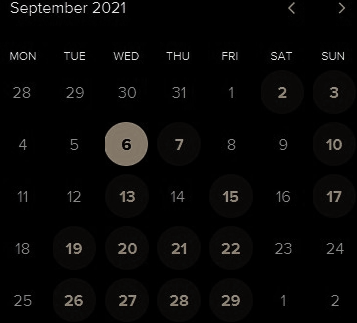 September 2021
MON TUE WED THU FRI SAT SUN
28 29 30 31 1 2 3
4 5 6 7 8 9 10
11 12 13 14 15 16 17
18 19 20 21 22 23 24
25 26 27 28 29 1 2